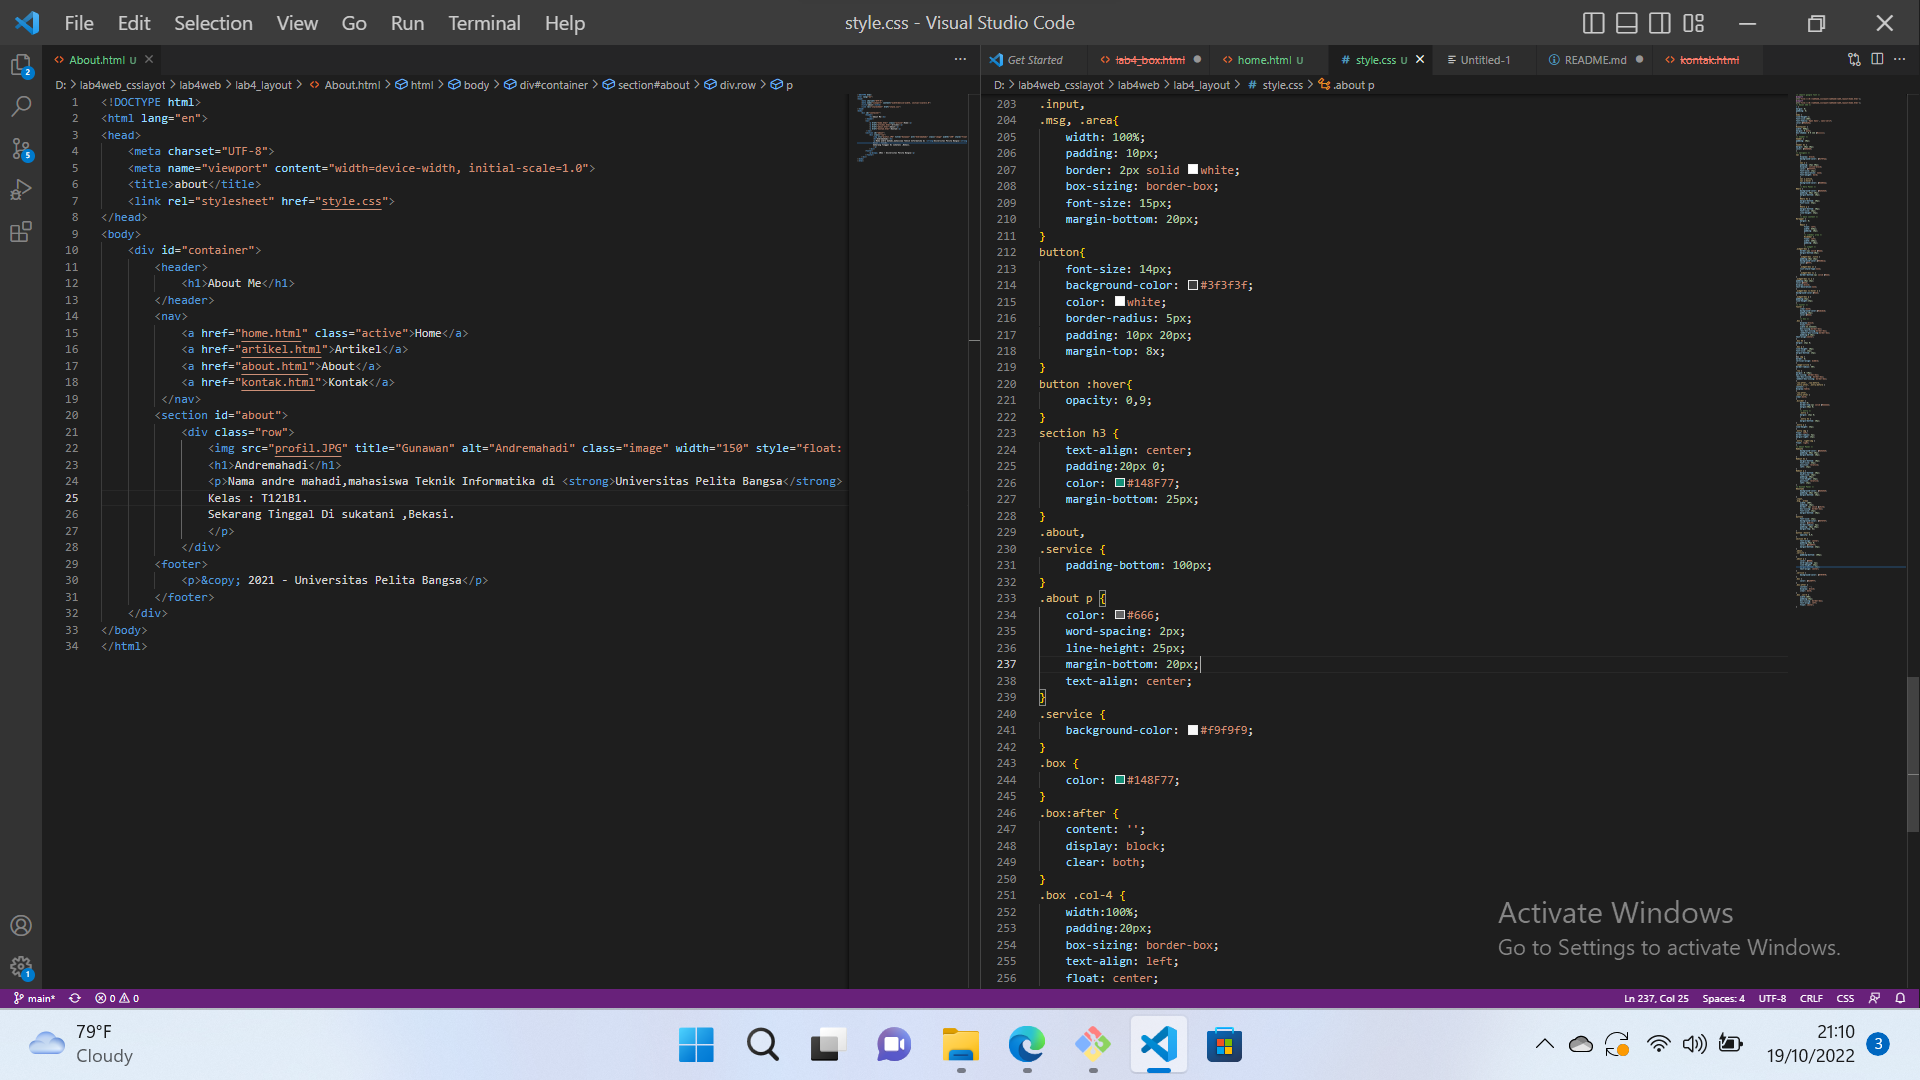 File Edit Selection View Go Run Terminal Help
style.css - Visual Studio Code
About.html U
D: > lab4web_csslayot > lab4web > lab4_layout > About.html > html > body > div#container > section#about > div.row > p
1 <!DOCTYPE html>
2 <html lang="en">
3 <head>
4 <meta charset="UTF-8">
5 <meta name="viewport" content="width=device-width, initial-scale=1.0">
6 <title>about</title>
7 <link rel="stylesheet" href="style.css">
8 </head>
9 <body>
10 <div id="container">
11 <header>
12 <h1>About Me</h1>
13 </header>
14 <nav>
15 <a href="home.html" class="active">Home</a>
16 <a href="artikel.html">Artikel</a>
17 <a href="about.html">About</a>
18 <a href="kontak.html">Kontak</a>
19 </nav>
20 <section id="about">
21 <div class="row">
22 <img src="profil.JPG" title="Gunawan" alt="Andremahadi" class="image" width="150" style="float:
23 <h1>Andremahadi</h1>
24 <p>Nama andre mahadi,mahasiswa Teknik Informatika di <strong>Universitas Pelita Bangsa</strong>
25 Kelas : T121B1.
26 Sekarang Tinggal Di sukatani ,Bekasi.
27 </p>
28 </div>
29 <footer>
30 <p>&copy; 2021 - Universitas Pelita Bangsa</p>
31 </footer>
32 </div>
33 </body>
34 </html>
Get Started lab4_box.html home.html U style.css U Untitled-1 README.md kontak.html
D: > lab4web_csslayot > lab4web > lab4_layout > style.css > .about p
203 .input,
204 .msg, .area{
205 width: 100%;
206 padding: 10px;
207 border: 2px solid white;
208 box-sizing: border-box;
209 font-size: 15px;
210 margin-bottom: 20px;
211 }
212 button{
213 font-size: 14px;
214 background-color: #3f3f3f;
215 color: white;
216 border-radius: 5px;
217 padding: 10px 20px;
218 margin-top: 8x;
219 }
220 button :hover{
221 opacity: 0,9;
222 }
223 section h3 {
224 text-align: center;
225 padding:20px 0;
226 color: #148F77;
227 margin-bottom: 25px;
228 }
229 .about,
230 .service {
231 padding-bottom: 100px;
232 }
233 .about p {
234 color: #666;
235 word-spacing: 2px;
236 line-height: 25px;
237 margin-bottom: 20px;
238 text-align: center;
239 }
240 .service {
241 background-color: #f9f9f9;
242 }
243 .box {
244 color: #148F77;
245 }
246 .box:after {
247 content: '';
248 display: block;
249 clear: both;
250 }
251 .box .col-4 {
252 width:100%;
253 padding:20px;
254 box-sizing: border-box;
255 text-align: left;
256 float: center;
Activate Windows
Go to Settings to activate Windows.
2
5
1
main* 0 0
Ln 237, Col 25 Spaces: 4 UTF-8 CRLF CSS
79°F
Cloudy
21:10
19/10/2022
3